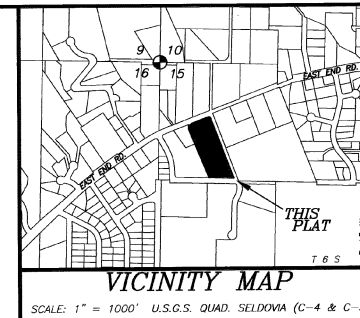 9 10
16 15
EAST END RD.
EAST END RD.
THIS
PLAT
T 6 S
VICINITY MAP
SCALE: 1" = 1000' U.S.G.S. QUAD. SELDOVIA (C-4 & C-